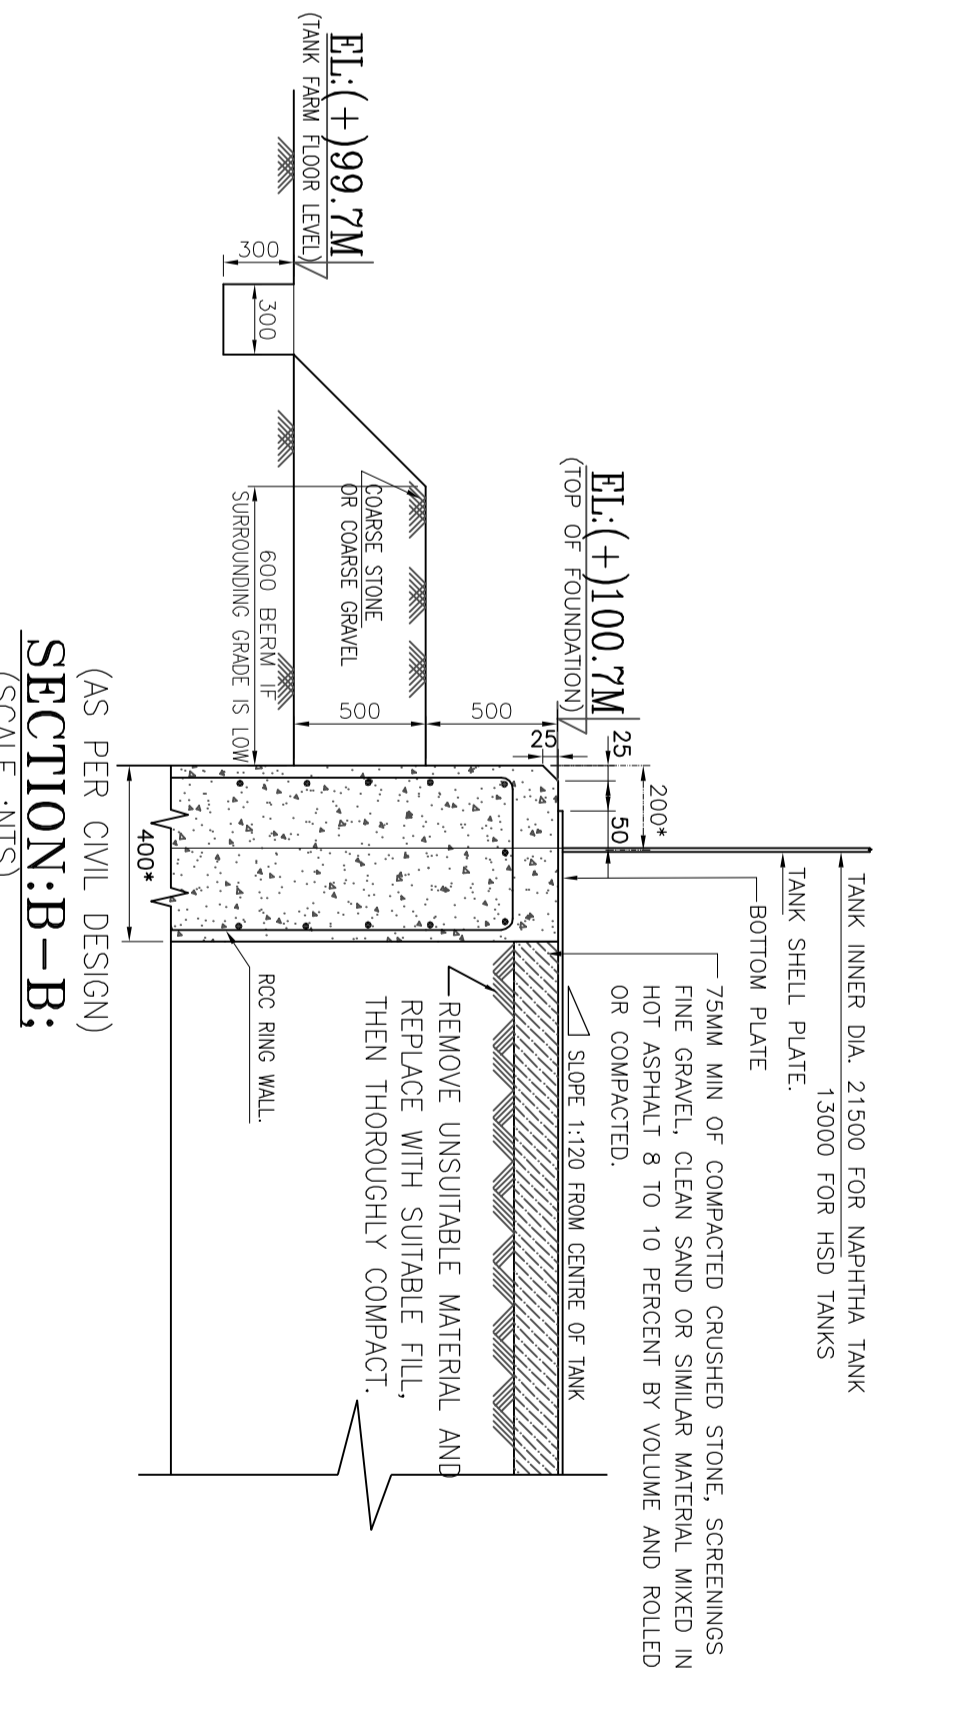 TANK INNER DIA. 21500 FOR NAPHTHA TANK
13000 FOR HSD TANKS
TANK SHELL PLATE.
BOTTOM PLATE
75MM MIN OF COMPACTED CRUSHED STONE, SCREENINGS
FINE GRAVEL, CLEAN SAND OR SIMILAR MATERIAL MIXED IN
HOT ASPHALT 8 TO 10 PERCENT BY VOLUME AND ROLLED
OR COMPACTED.
SLOPE 1:120 FROM CENTRE OF TANK
200*
50
25
25
EL:(+)100.7M
(TOP OF FOUNDATION)
500
500
REMOVE UNSUITABLE MATERIAL AND
REPLACE WITH SUITABLE FILL,
THEN THOROUGHLY COMPACT.
EL:(+)99.7M
(TANK FARM FLOOR LEVEL)
300
300
COARSE STONE
OR COARSE GRAVEL
600 BERM IF
SURROUNDING GRADE IS LOW
RCC RING WALL.
400*
(AS PER CIVIL DESIGN)
SECTION:B-B;
(SCALE :NTS)